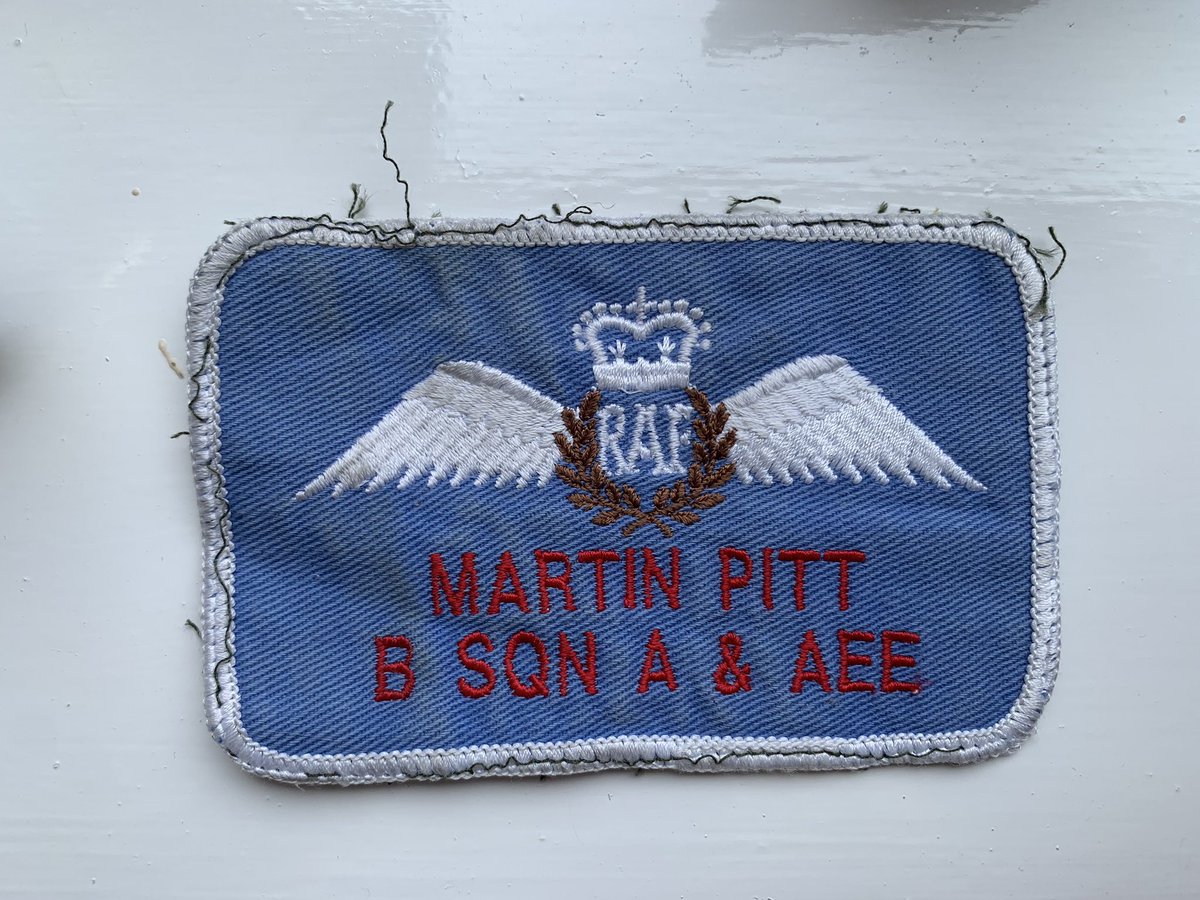 RAF
MARTIN PITT
B SQN A & AEE